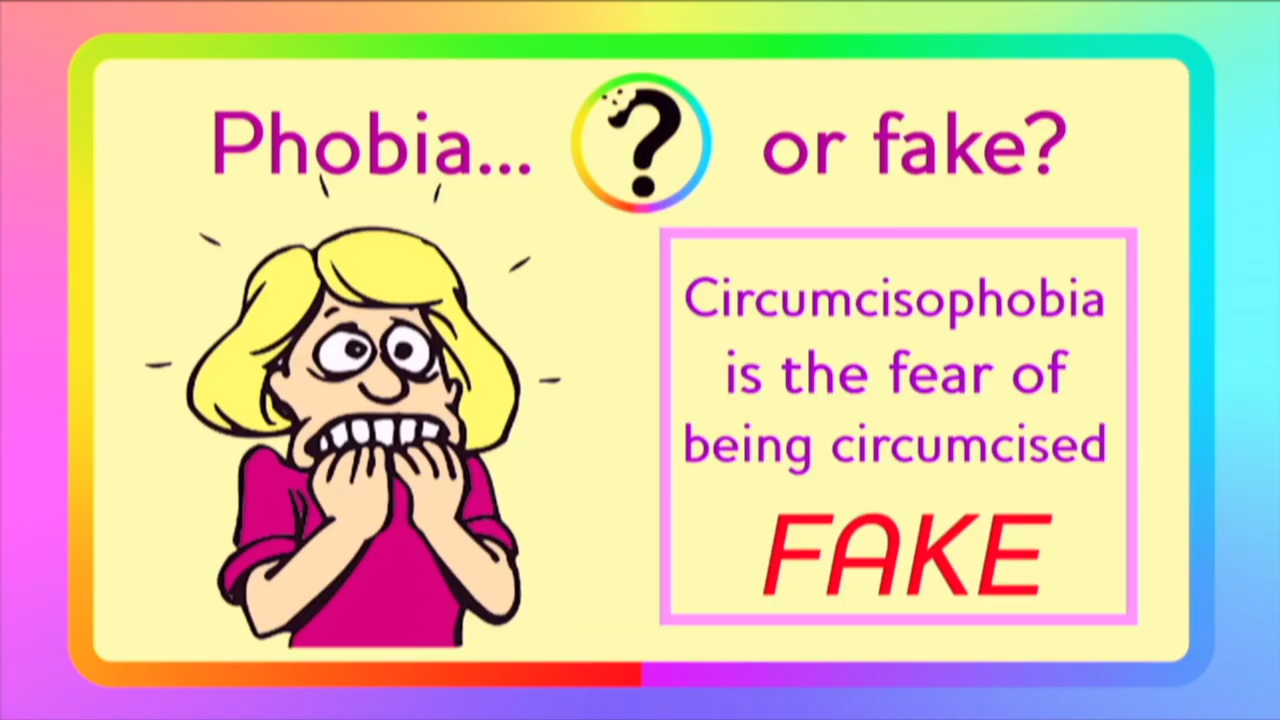 Phobia... ? or fake?
Circumcisophobia
is the fear of
being circumcised
FAKE